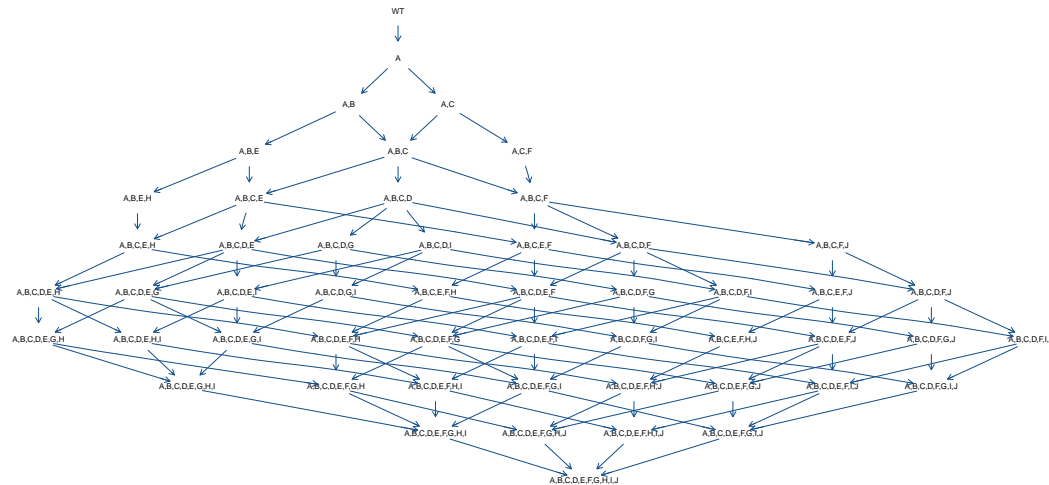 WT
A
A,B A,C
A,B,E A,B,C A,C,F
A,B,E,H A,B,C,E A,B,C,D A,B,C,F
A,B,C,E,H A,B,C,D,E A,B,C,D,G A,B,C,D,I A,B,C,E,F A,B,C,D,F A,B,C,F,J
A,B,C,D,E,H A,B,C,D,E,G A,B,C,D,E,I A,B,C,D,G,I A,B,C,E,F,H A,B,C,D,E,F A,B,C,D,F,G A,B,C,D,F,I A,B,C,E,F,J A,B,C,D,F,J
A,B,C,D,E,G,H A,B,C,D,E,H,I A,B,C,D,E,G,I A,B,C,D,E,F,H A,B,C,D,E,F,G A,B,C,D,E,F,I A,B,C,D,F,G,I A,B,C,E,F,H,J A,B,C,D,E,F,J A,B,C,D,F,G,J A,B,C,D,F,I,
A,B,C,D,E,G,H,I A,B,C,D,E,F,G,H A,B,C,D,E,F,H,I A,B,C,D,E,F,G,I A,B,C,D,E,F,H,J A,B,C,D,E,F,G,J A,B,C,D,E,F,I,J A,B,C,D,F,G,I,J
A,B,C,D,E,F,G,H,I A,B,C,D,E,F,G,H,J A,B,C,D,E,F,H,I,J A,B,C,D,E,F,G,I,J
A,B,C,D,E,F,G,H,I,J